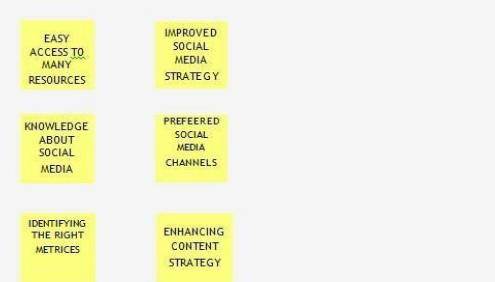 EASY
ACCESS TO
MANY
RESOURCES
IMPROVED
SOCIAL
MEDIA
STRATEGY
KNOWLEDGE
ABOUT
SOCIAL
MEDIA
PREFEERED
SOCIAL
MEDIA
CHANNELS
IDENTIFYING
THE RIGHT
METRICES
ENHANCING
CONTENT
STRATEGY